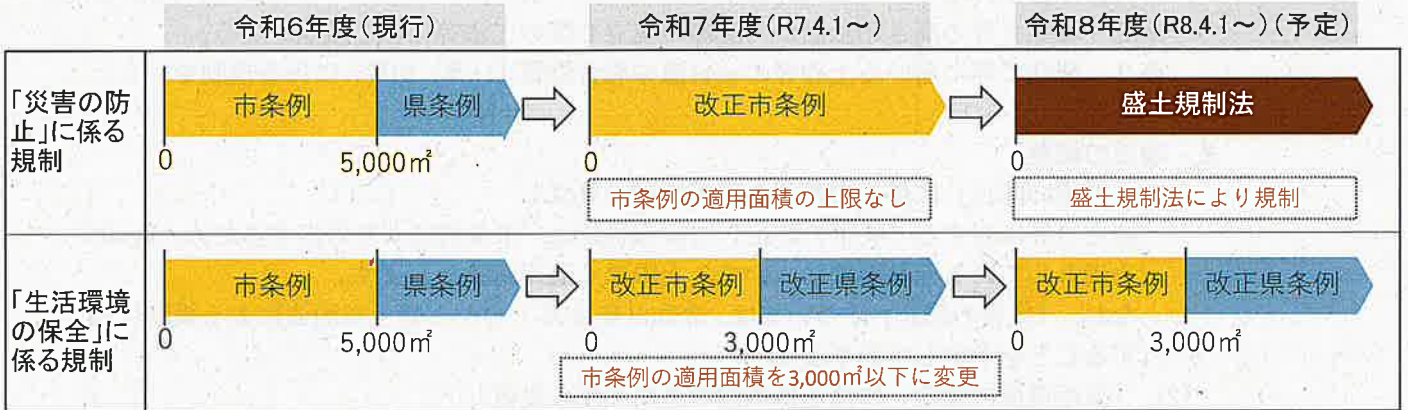 令和6年度(現行)
令和7年度(R7.4.1～)
令和8年度(R8.4.1～)(予定)
「災害の防
止」に係る
規制
市条例
県条例
0
5,000㎡
改正市条例
0
市条例の適用面積の上限なし
盛土規制法
0
盛土規制法により規制
「生活環境
の保全」に
係る規制
市条例
県条例
0
5,000㎡
改正市条例
改正県条例
0
3,000㎡
市条例の適用面積を3,000㎡以下に変更
改正市条例
改正県条例
0
3,000㎡